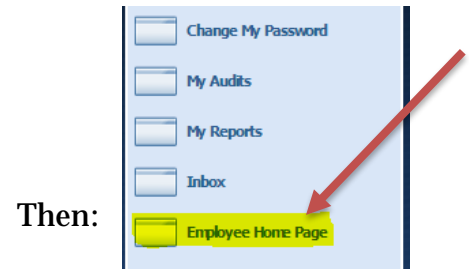 Change My Password
My Audits
My Reports
Inbox
Then:
Employee Home Page